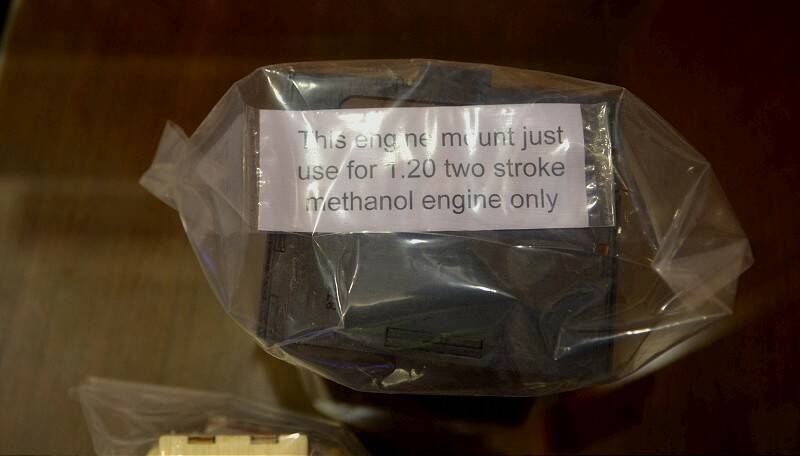 This engine mount just
use for 1.20 two stroke
methanol engine only